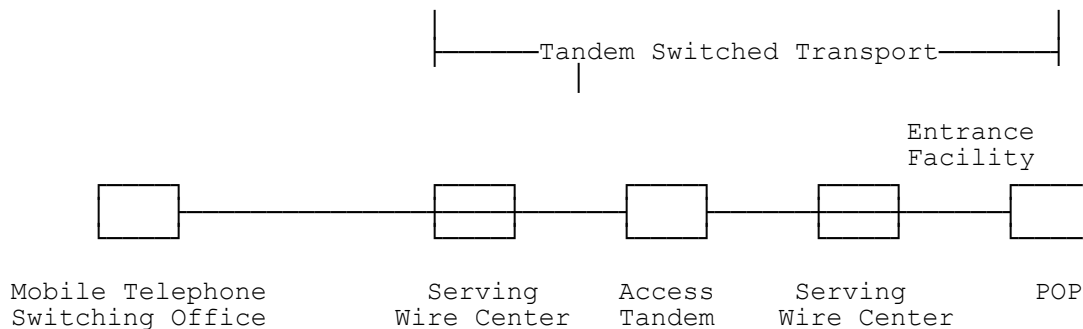 Tandem Switched Transport
Entrance
Facility
Mobile Telephone Serving Access Serving POP
Switching Office Wire Center Tandem Wire Center